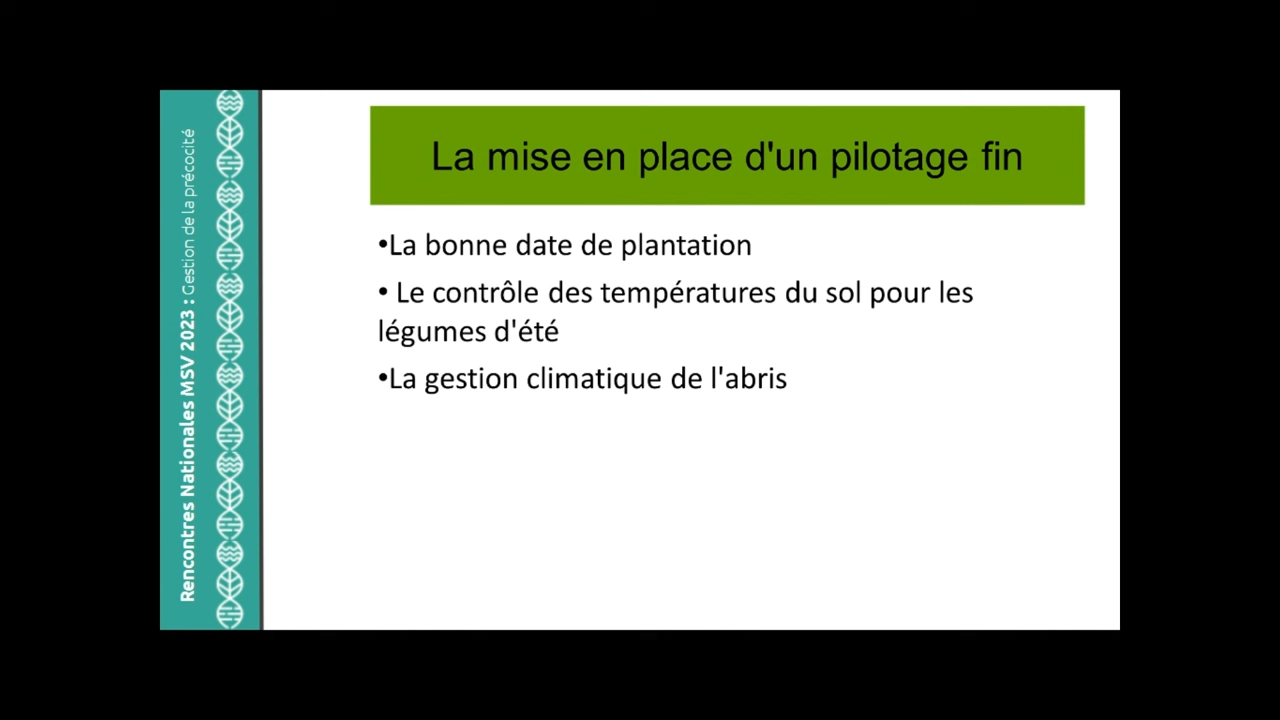 Rencontres Nationales MSV 2023 : Gestion de la précocité
La mise en place d'un pilotage fin
•La bonne date de plantation
• Le contrôle des températures du sol pour les
légumes d'été
•La gestion climatique de l'abris